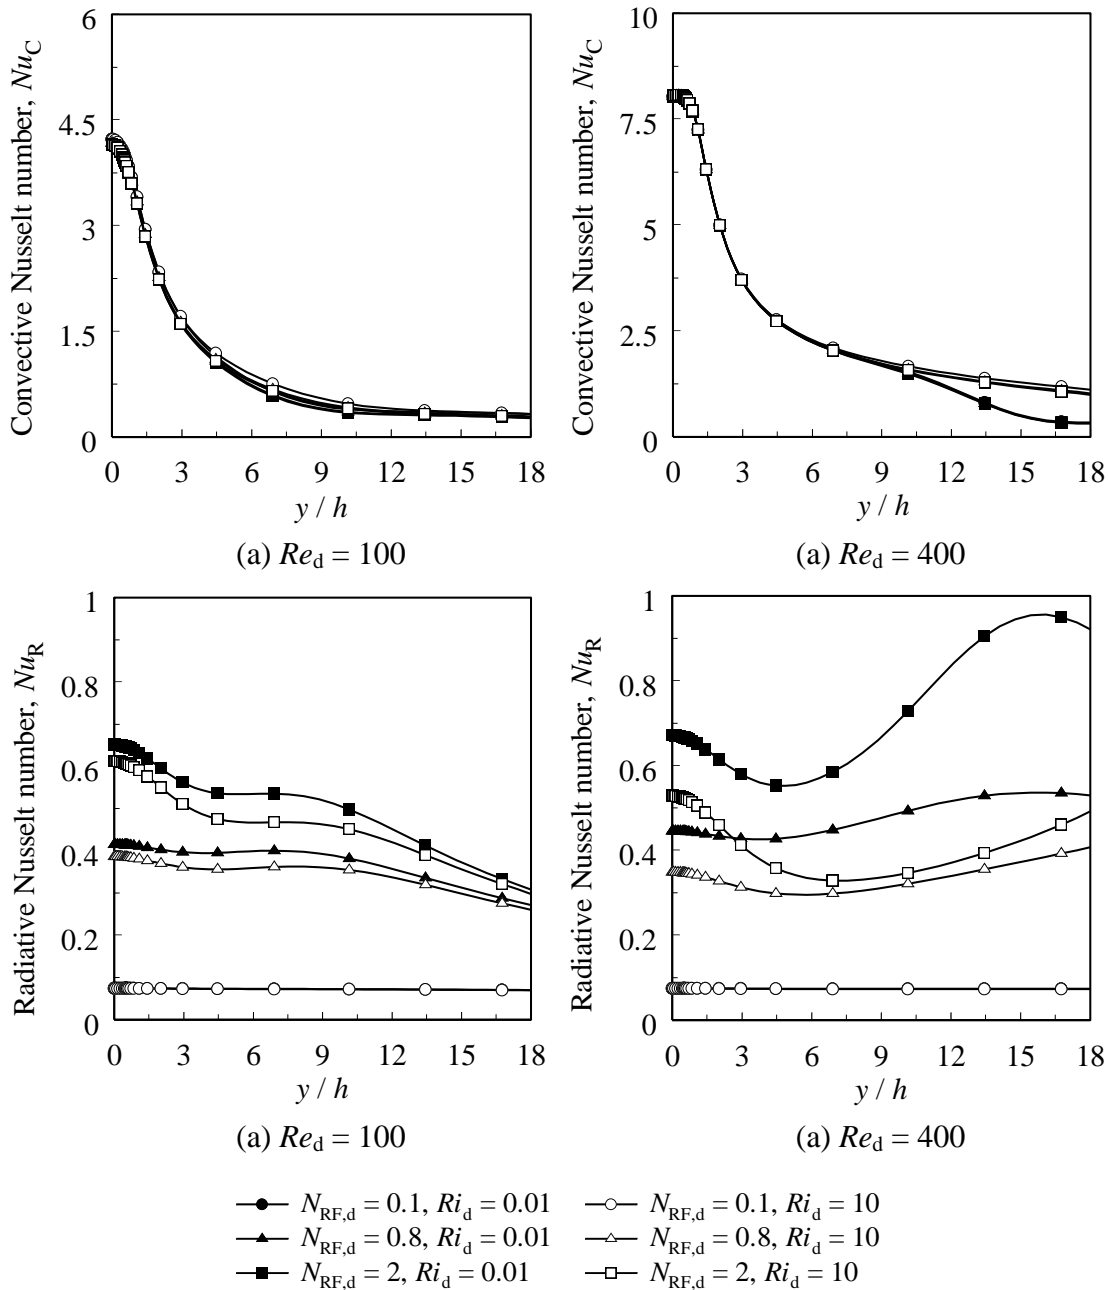 6
4.5
3
1.5
0
Convective Nusselt number, Nu_C
0 3 6 9 12 15 18
y / h
(a) Re_d = 100
10
7.5
5
2.5
0
Convective Nusselt number, Nu_C
0 3 6 9 12 15 18
y / h
(a) Re_d = 400
1
0.8
0.6
0.4
0.2
0
Radiative Nusselt number, Nu_R
0 3 6 9 12 15 18
y / h
(a) Re_d = 100
1
0.8
0.6
0.4
0.2
0
Radiative Nusselt number, Nu_R
0 3 6 9 12 15 18
y / h
(a) Re_d = 400
N_RF,d = 0.1, Ri_d = 0.01
N_RF,d = 0.8, Ri_d = 0.01
N_RF,d = 2, Ri_d = 0.01
N_RF,d = 0.1, Ri_d = 10
N_RF,d = 0.8, Ri_d = 10
N_RF,d = 2, Ri_d = 10